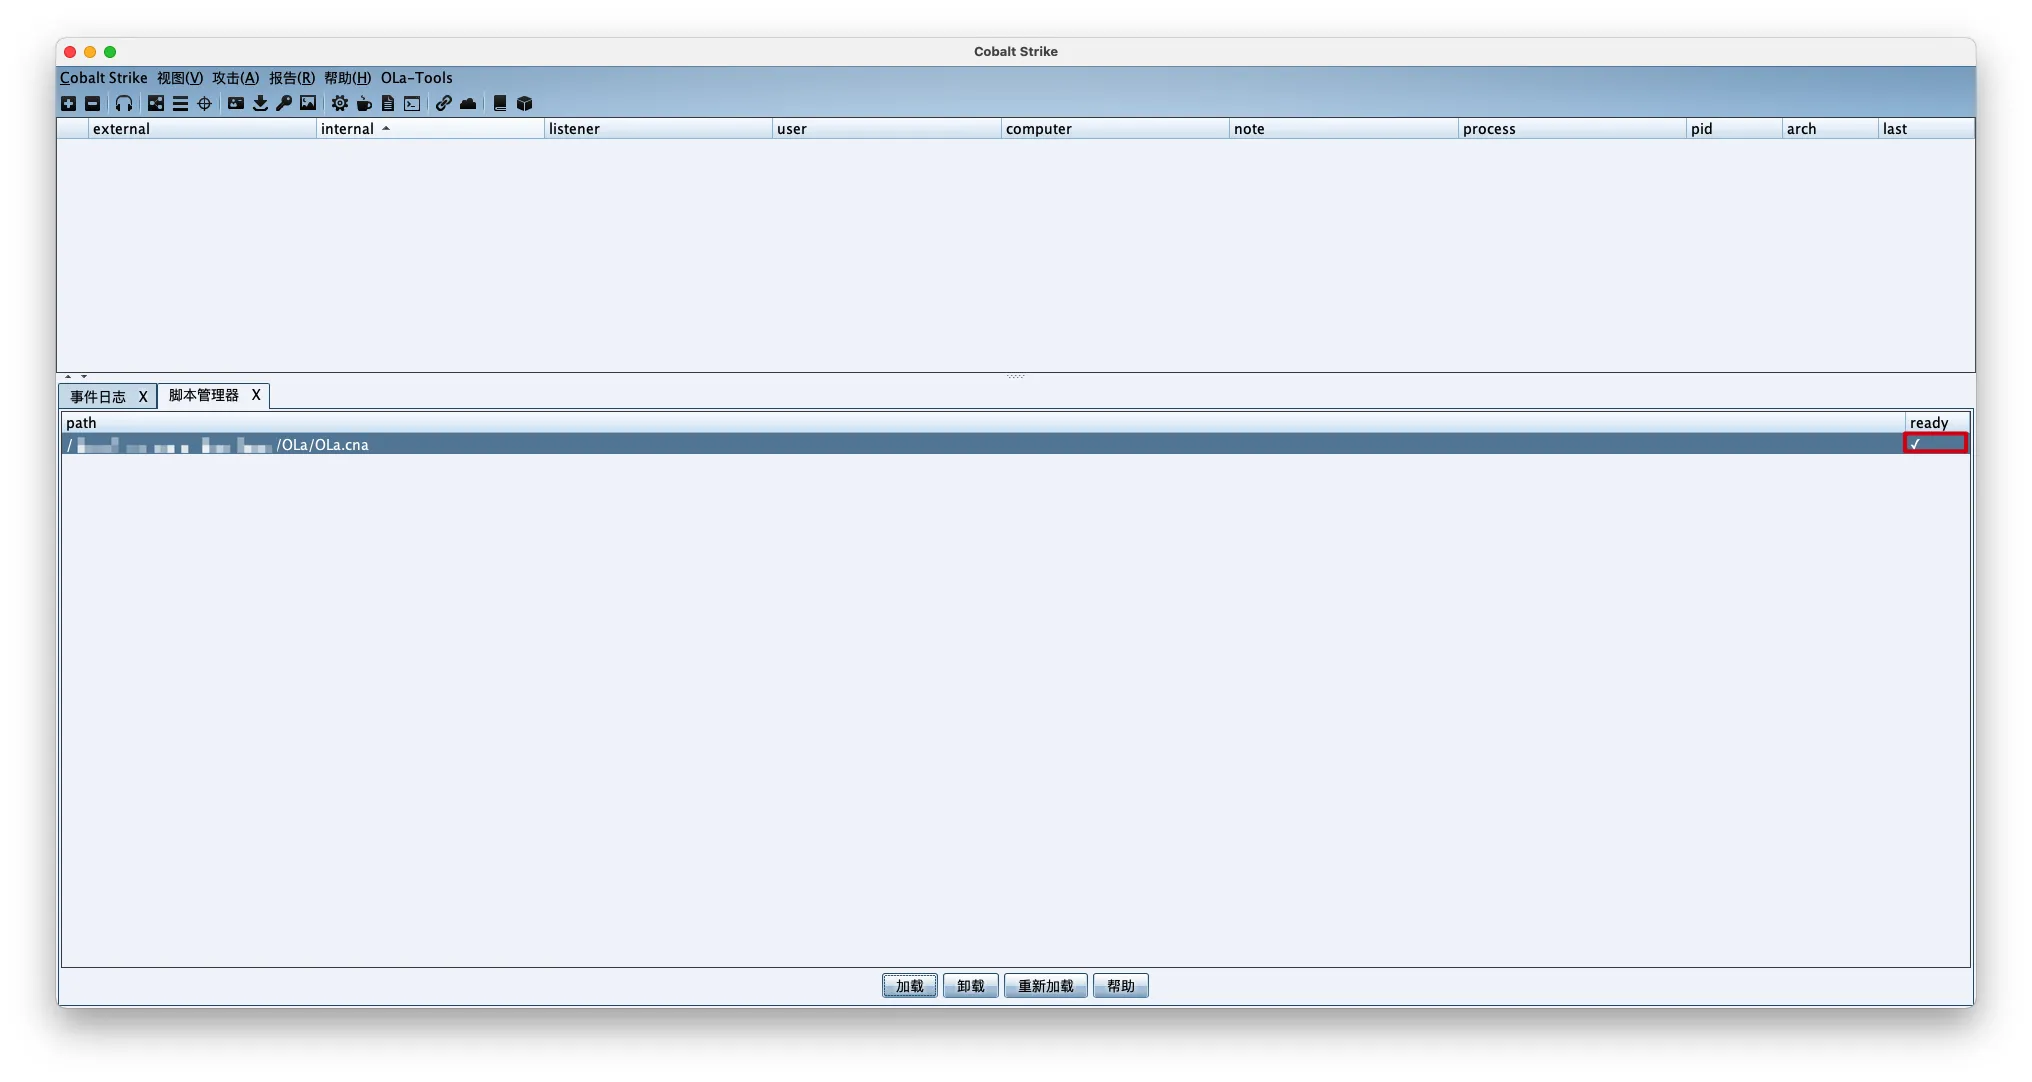 Cobalt Strike
Cobalt Strike 视图(V) 攻击(A) 报告(R) 帮助(H) OLa-Tools
external internal listener user computer note process pid arch last
事件日志 X 脚本管理器 X
path ready
/ /OLa/OLa.cna ✓
加载 卸载 重新加载 帮助